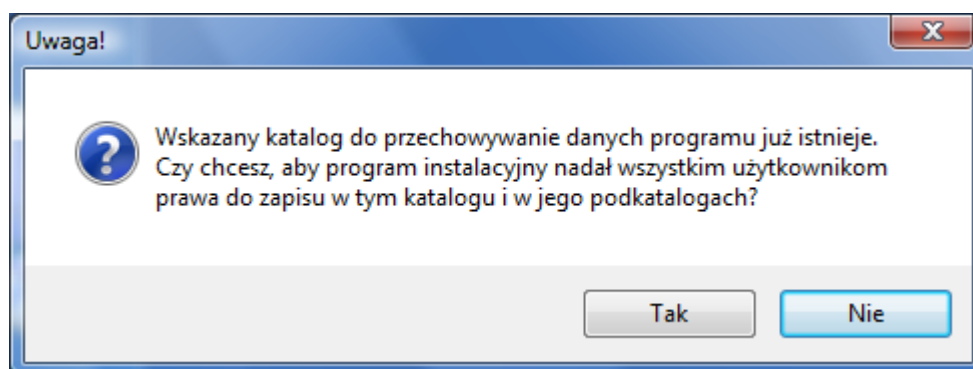 Uwaga!
Wskazany katalog do przechowywanie danych programu już istnieje.
Czy chcesz, aby program instalacyjny nadał wszystkim użytkownikom
prawa do zapisu w tym katalogu i w jego podkatalogach?
Tak
Nie